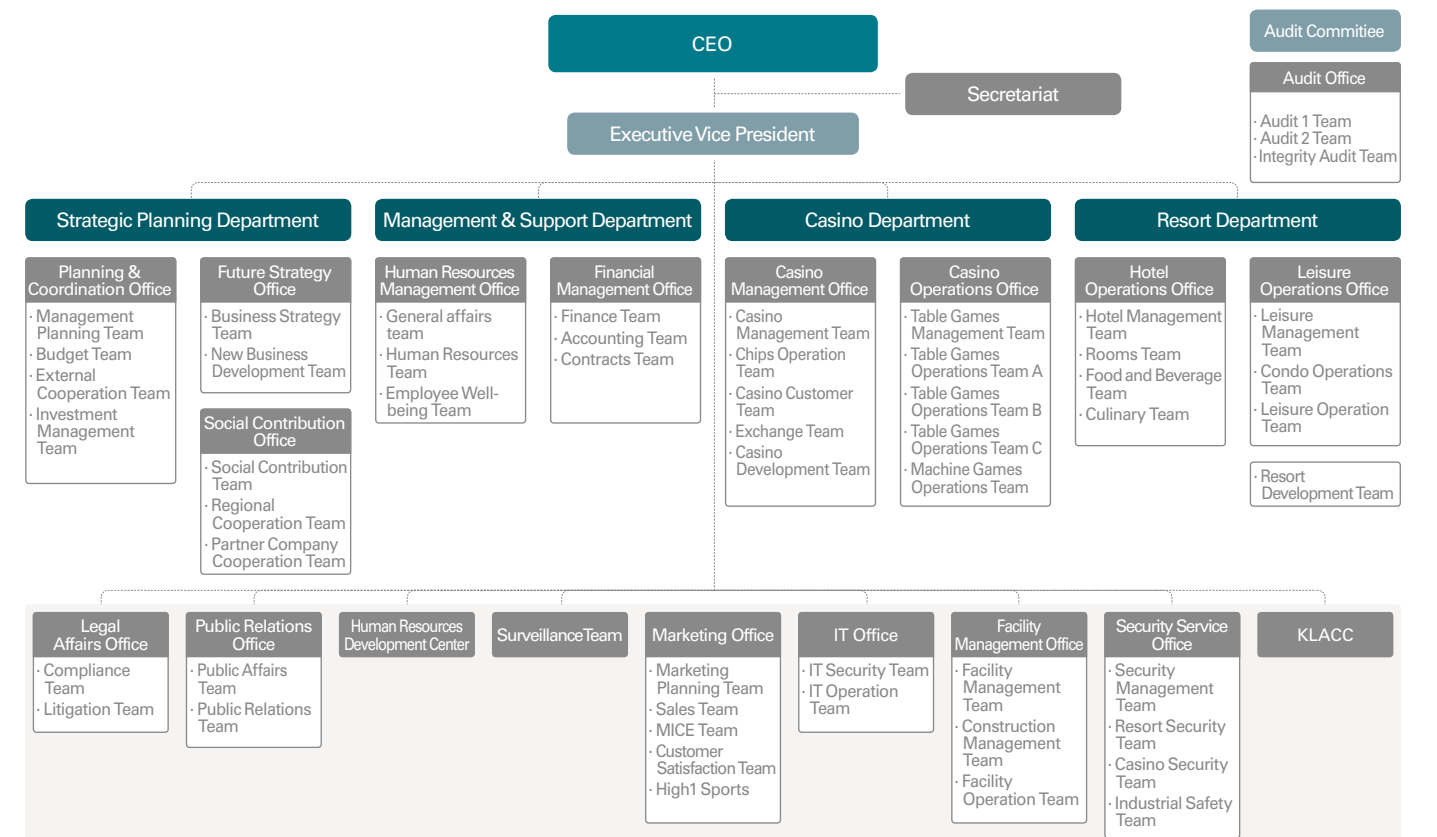 CEO
Audit Commitiee
Audit Office
· Audit 1 Team
· Audit 2 Team
· Integrity Audit Team
Secretariat
Executive Vice President
Strategic Planning Department
Management & Support Department
Casino Department
Resort Department
Planning &
Coordination Office
· Management
Planning Team
· Budget Team
· External
Cooperation Team
· Investment
Management
Team
Future Strategy
Office
· Business Strategy
Team
· New Business
Development Team
Social Contribution
Office
· Social Contribution
Team
· Regional
Cooperation Team
· Partner Company
Cooperation Team
Human Resources
Management Office
· General affairs
team
· Human Resources
Team
· Employee Well-
being Team
Financial
Management Office
· Finance Team
· Accounting Team
· Contracts Team
Casino
Management Office
· Casino
Management Team
· Chips Operation
Team
· Casino Customer
Team
· Exchange Team
· Casino
Development Team
Casino
Operations Office
· Table Games
Management Team
· Table Games
Operations Team A
· Table Games
Operations Team B
· Table Games
Operations Team C
· Machine Games
Operations Team
Hotel
Operations Office
· Hotel Management
Team
· Rooms Team
· Food and Beverage
Team
· Culinary Team
Leisure
Operations Office
· Leisure
Management
Team
· Condo Operations
Team
· Leisure Operation
Team
· Resort
Development Team
Legal
Affairs Office
· Compliance
Team
· Litigation Team
Public Relations
Office
· Public Affairs
Team
· Public Relations
Team
Human Resources
Development Center
Surveillance Team
Marketing Office
· Marketing
Planning Team
· Sales Team
· MICE Team
· Customer
Satisfaction Team
· High1 Sports
IT Office
· IT Security Team
· IT Operation
Team
Facility
Management Office
· Facility
Management
Team
· Construction
Management
Team
· Facility
Operation Team
Security Service
Office
· Security
Management
Team
· Resort Security
Team
· Casino Security
Team
· Industrial Safety
Team
KLACC